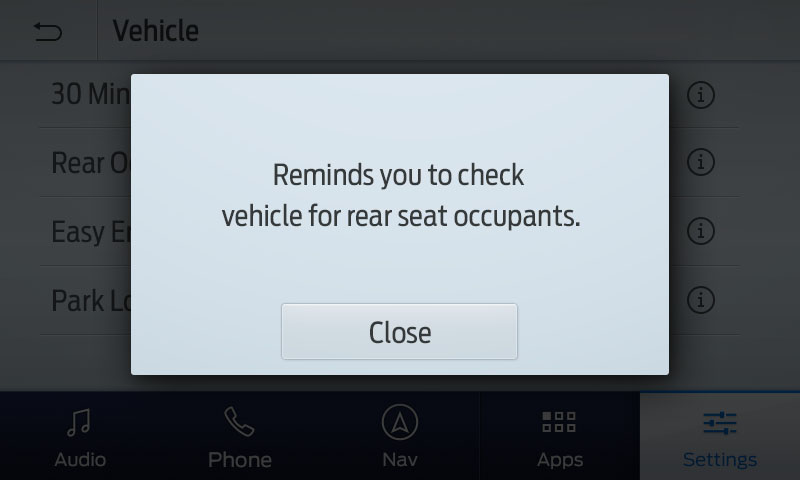 Vehicle
30 Min
Rear
Easy
Park
Reminds you to check
vehicle for rear seat occupants.
Close
Audio
Phone
Nav
Apps
Settings